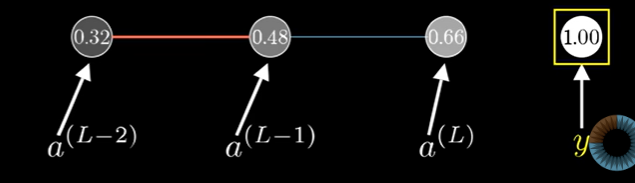 0.32 0.48 0.66 1.00
a^{(L-2)} a^{(L-1)} a^{(L)} y